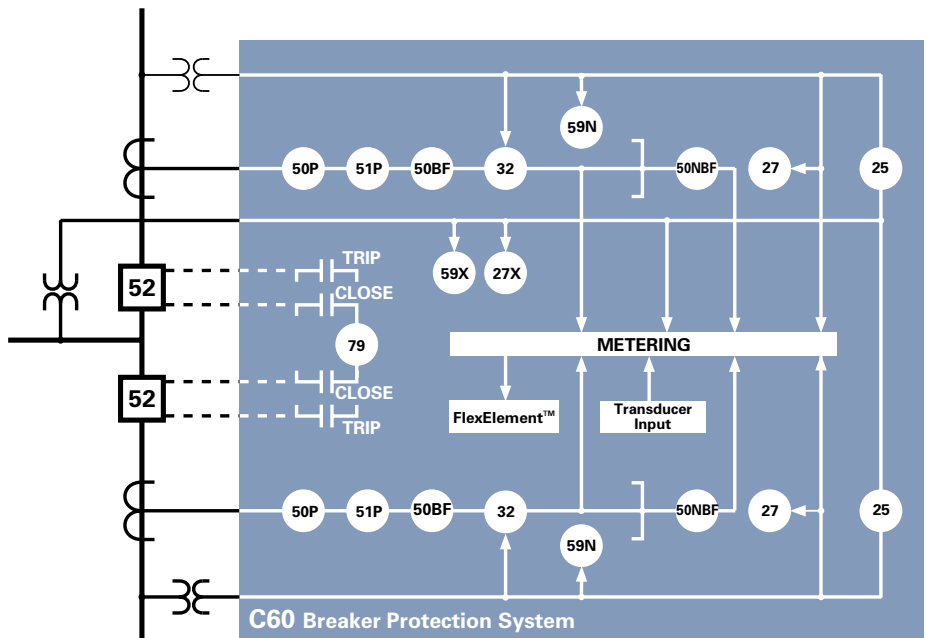 59N
50P 51P 50BF 32 50NBF 27 25
TRIP
59X 27X
52
CLOSE
79
METERING
52
CLOSE
FlexElement™
Transducer
Input
TRIP
50P 51P 50BF 32 50NBF 27 25
59N
C60 Breaker Protection System